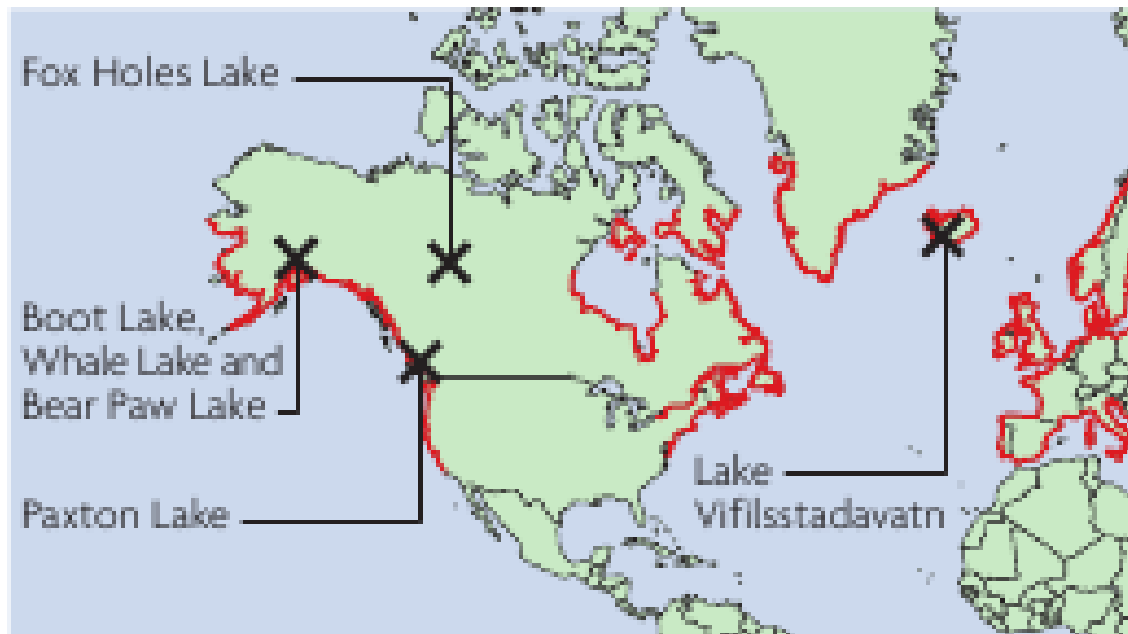 Fox Holes Lake
Boot Lake,
Whale Lake and
Bear Paw Lake
Paxton Lake
Lake
Vifilsstadavatn